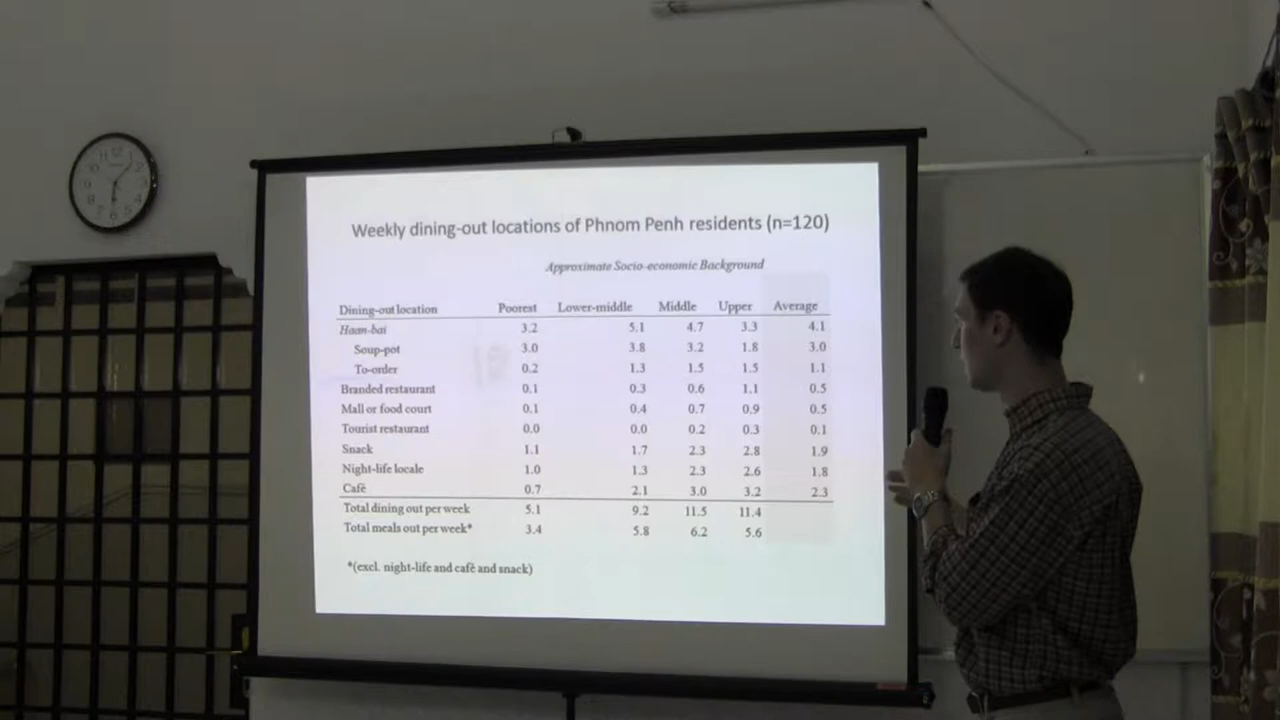 Weekly dining-out locations of Phnom Penh residents (n=120)
Approximate Socio-economic Background
Dining-out location Poorest Lower-middle Middle Upper Average
Haan-bai 3.2 5.1 4.7 3.3 4.1
Soup-pot 3.0 3.8 3.2 1.8 3.0
To-order 0.2 1.3 1.5 1.5 1.1
Branded restaurant 0.1 0.3 0.6 1.1 0.5
Mall or food court 0.1 0.4 0.7 0.9 0.5
Tourist restaurant 0.0 0.0 0.2 0.3 0.1
Snack 1.1 1.7 2.3 2.8 1.9
Night-life locale 1.0 1.3 2.3 2.6 1.8
Cafè 0.7 2.1 3.0 3.2 2.3
Total dining out per week 5.1 9.2 11.5 11.4
Total meals out per week* 3.4 5.8 6.2 5.6
*(excl. night-life and cafè and snack)